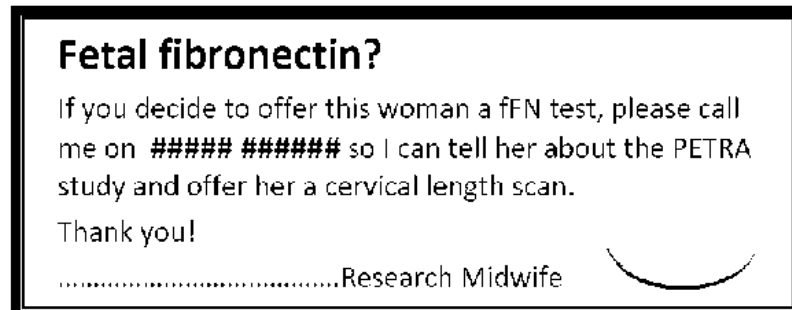 Fetal fibronectin?
If you decide to offer this woman a fFN test, please call
me on ##### ###### so I can tell her about the PETRA
study and offer her a cervical length scan.
Thank you!
.......................................Research Midwife